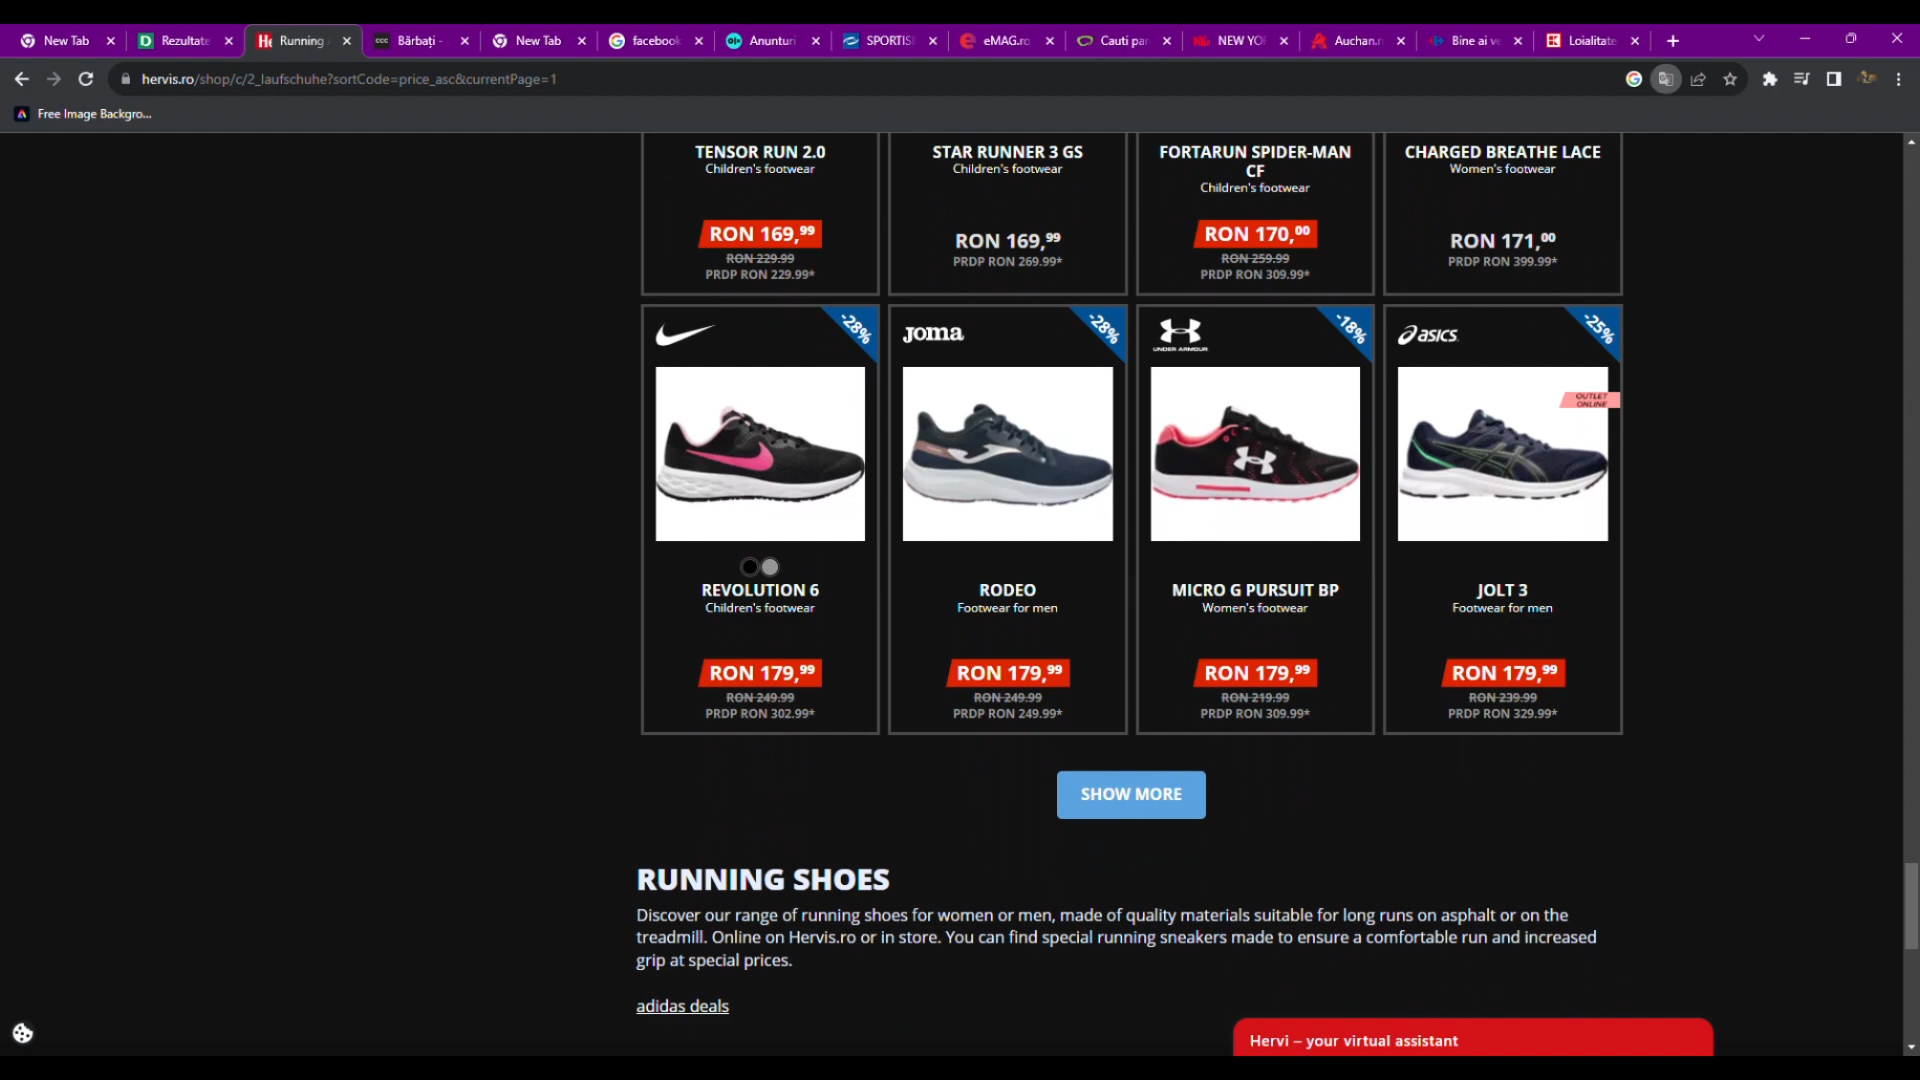 New Tab
Rezultate
Running
CCC Bărbați -
New Tab
facebook
olx Anunturi
SPORTIS
eMAG.ro
Cauti par
NEW YO
Auchan.r
Bine ai ve
Loialitate
hervis.ro/shop/c/2_laufschuhe?sortCode=price_asc&currentPage=1
Free Image Backgro...
TENSOR RUN 2.0
Children's footwear
RON 169,99
RON 229.99
PRDP RON 229.99*
STAR RUNNER 3 GS
Children's footwear
RON 169,99
PRDP RON 269.99*
FORTARUN SPIDER-MAN
CF
Children's footwear
RON 170,00
RON 259.99
PRDP RON 309.99*
CHARGED BREATHE LACE
Women's footwear
RON 171,00
PRDP RON 399.99*
-28%
REVOLUTION 6
Children's footwear
RON 179,99
RON 249.99
PRDP RON 302.99*
JOMA
-28%
RODEO
Footwear for men
RON 179,99
RON 249.99
PRDP RON 249.99*
UNDER ARMOUR
-18%
MICRO G PURSUIT BP
Women's footwear
RON 179,99
RON 219.99
PRDP RON 309.99*
asics
-25%
OUTLET
ONLINE
JOLT 3
Footwear for men
RON 179,99
RON 239.99
PRDP RON 329.99*
SHOW MORE
RUNNING SHOES
Discover our range of running shoes for women or men, made of quality materials suitable for long runs on asphalt or on the
treadmill. Online on Hervis.ro or in store. You can find special running sneakers made to ensure a comfortable run and increased
grip at special prices.
adidas deals
Hervi – your virtual assistant